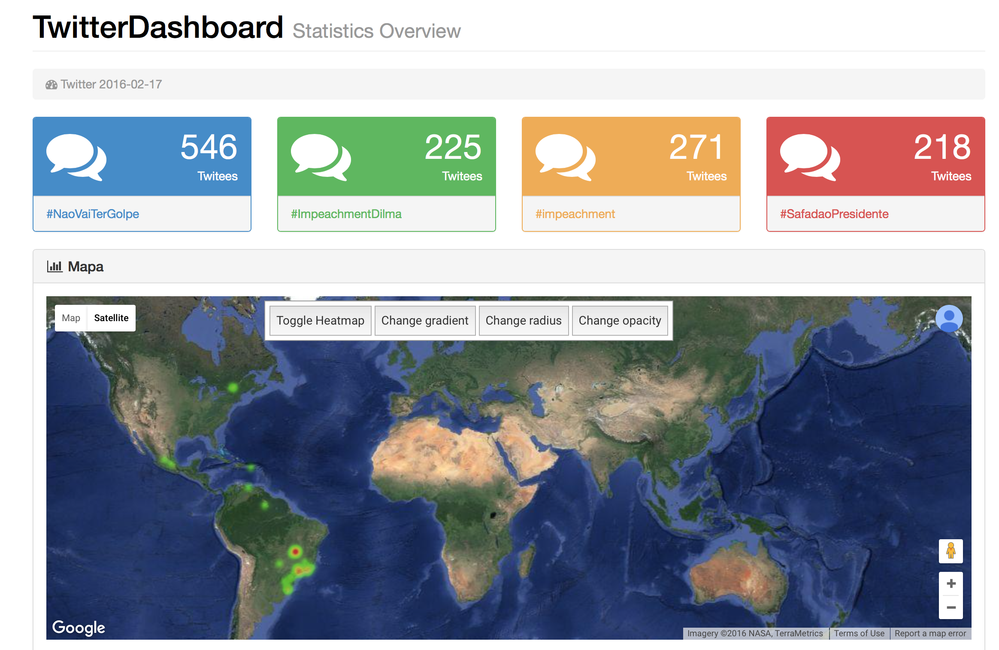 TwitterDashboard Statistics Overview
Twitter 2016-02-17
546
Twitees
#NaoVaiTerGolpe
225
Twitees
#ImpeachmentDilma
271
Twitees
#impeachment
218
Twitees
#SafadaoPresidente
Mapa
Map Satellite
Toggle Heatmap Change gradient Change radius Change opacity
+
−
Google
Imagery ©2016 NASA, TerraMetrics Terms of Use Report a map error